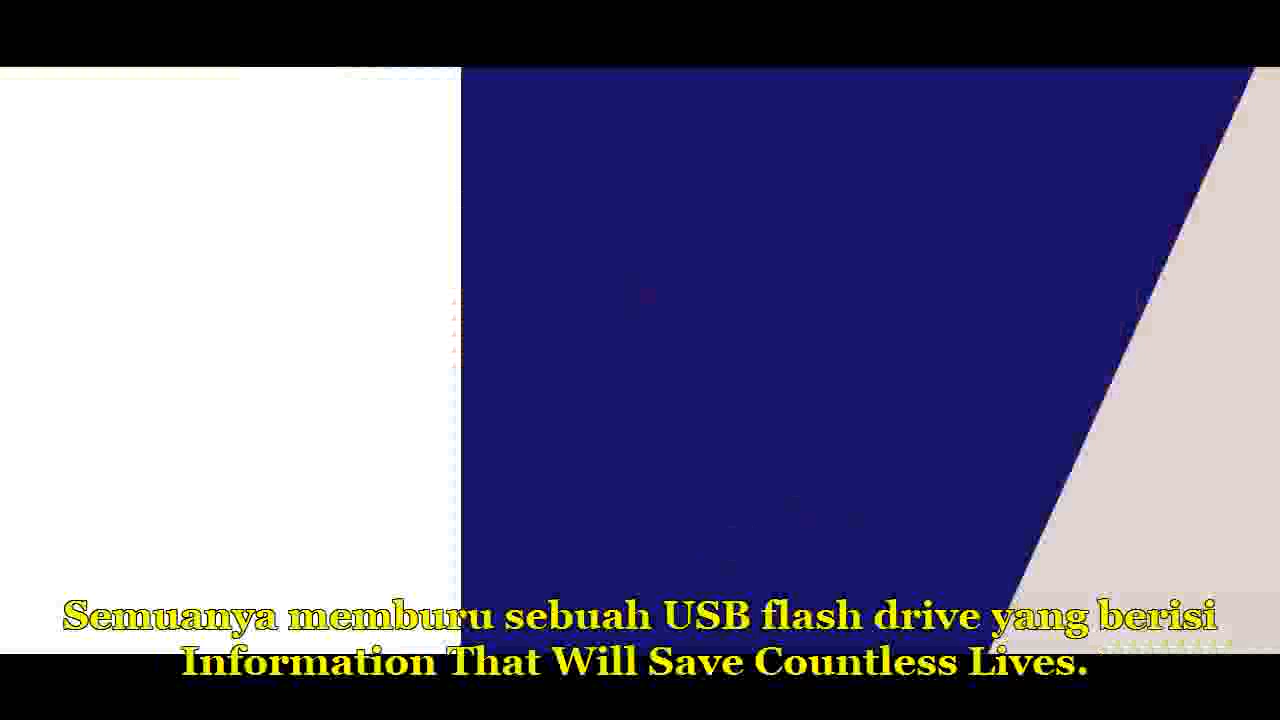 Semuanya memburu sebuah USB flash drive yang berisi
Information That Will Save Countless Lives.